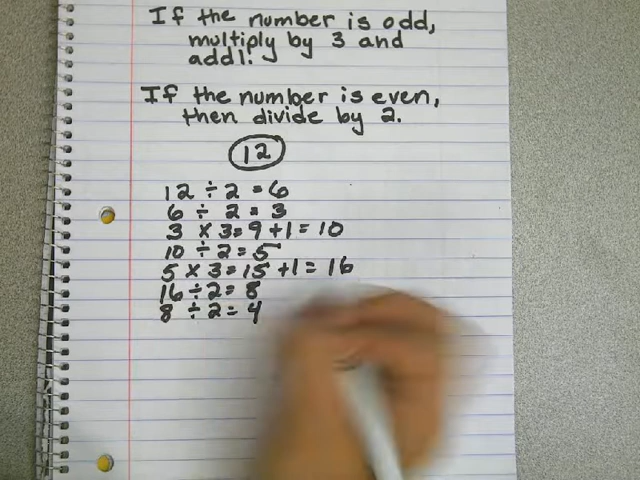 If the number is odd,
multiply by 3 and
add 1.
If the number is even,
then divide by 2.
12
12 ÷ 2 = 6
6 ÷ 2 = 3
3 x 3 = 9 + 1 = 10
10 ÷ 2 = 5
5 x 3 = 15 + 1 = 16
16 ÷ 2 = 8
8 ÷ 2 = 4